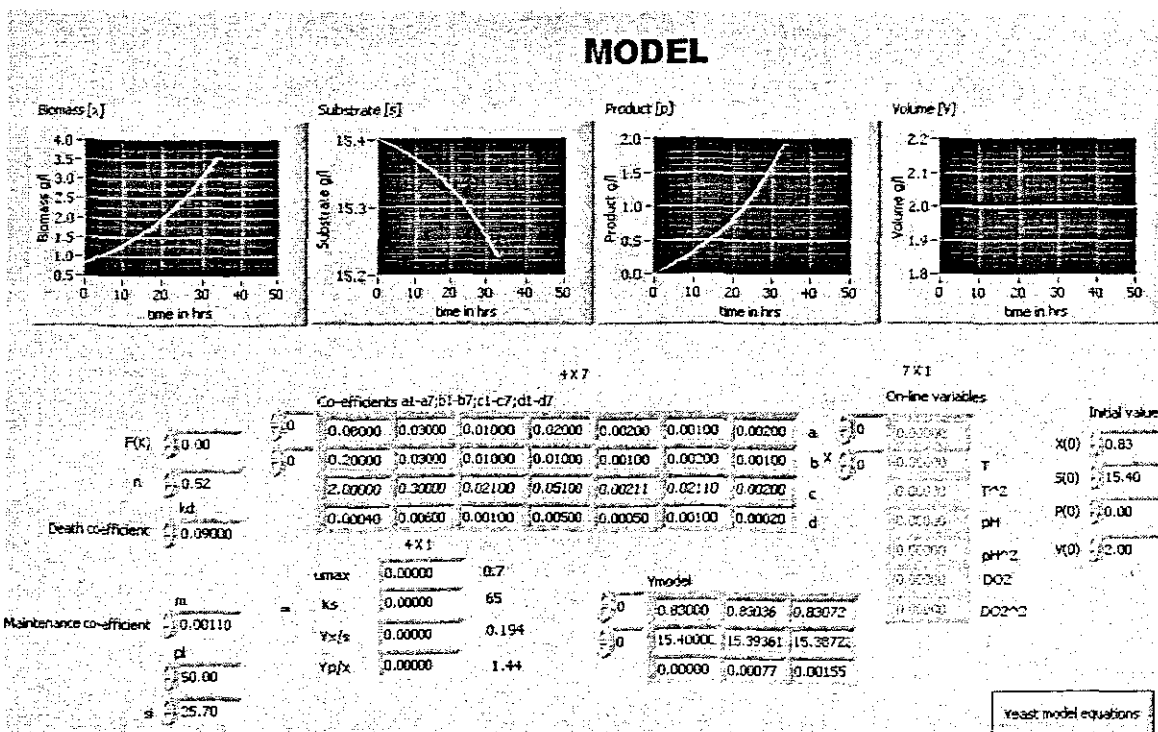 MODEL
Biomass [x]
Substrate [s]
Product [p]
Volume [V]
4.0
3.5
3.0
2.5
2.0
1.5
1.0
0.5
Biomass g/l
0 10 20 30 40 50
time in hrs
15.4
15.3
15.2
Substrate g/l
0 10 20 30 40 50
time in hrs
2.0
1.5
1.0
0.5
0.0
Product g/l
0 10 20 30 40 50
time in hrs
2.2
2.1
2.0
1.9
1.8
Volume g/l
0 10 20 30 40 50
time in hrs
4 X 7
7 X 1
Co-efficients a1-a7;b1-b7;c1-c7;d1-d7
On-line variables
Initial value
F(X) 0.00
n 0.52
kd
Death co-efficient 0.09000
0 0.03000 0.01000 0.02000 0.00200 0.00100 0.00200 a
0 0.20000 0.03000 0.01000 0.01000 0.00100 0.00200 0.00100 b
2.00000 0.30000 0.02100 0.05100 0.00211 0.02110 0.00200 c
0.00040 0.00600 0.00100 0.00500 0.00050 0.00100 0.00020 d
X
0
0
T
T^2
pH
pH^2
DO2
DO2^2
X(0) 0.83
S(0) 15.40
P(0) 0.00
V(0) 2.00
4 X 1
m
Maintenance co-efficient 0.00110
pi
50.00
si 25.70
=
umax 0.00000 0.7
Ks 0.00000 65
Yx/s 0.00000 0.194
Yp/x 0.00000 1.44
Ymodel
0 0.83000 0.83036 0.83072
0 15.39361 15.38722
0.00000 0.00077 0.00155
Yeast model equations